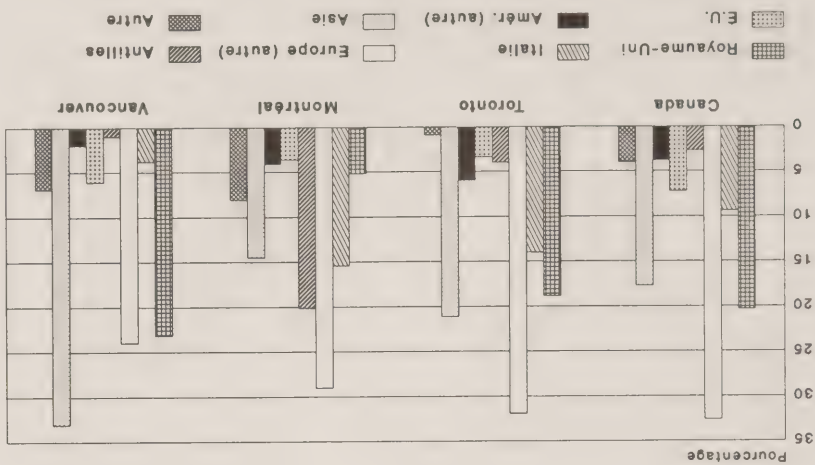 Pourcentage
35
30
25
20
15
10
5
0
Canada Toronto Montréal Vancouver
Royaume-Uni Italie Europe (autre) Antilles
E.U. Amér. (autre) Asie Autre